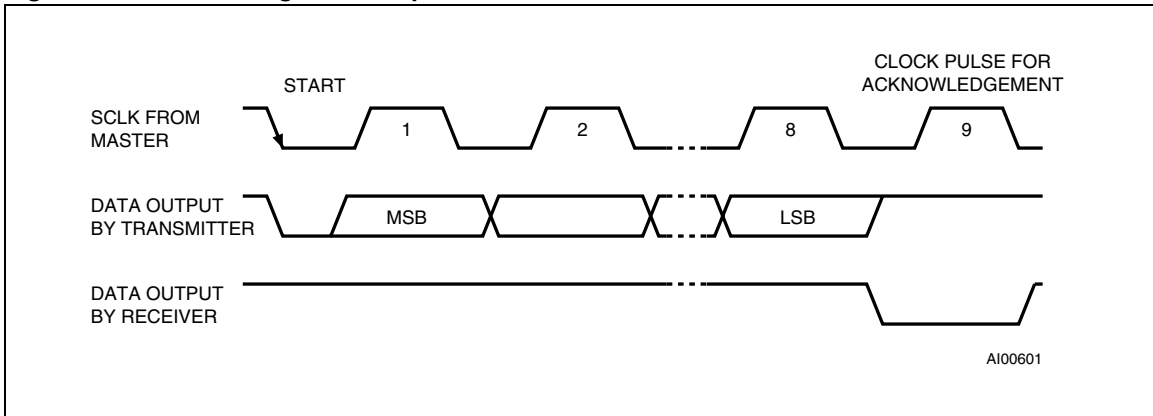 START
CLOCK PULSE FOR
ACKNOWLEDGEMENT
SCLK FROM
MASTER
1
2
8
9
DATA OUTPUT
BY TRANSMITTER
MSB
LSB
DATA OUTPUT
BY RECEIVER
AI00601